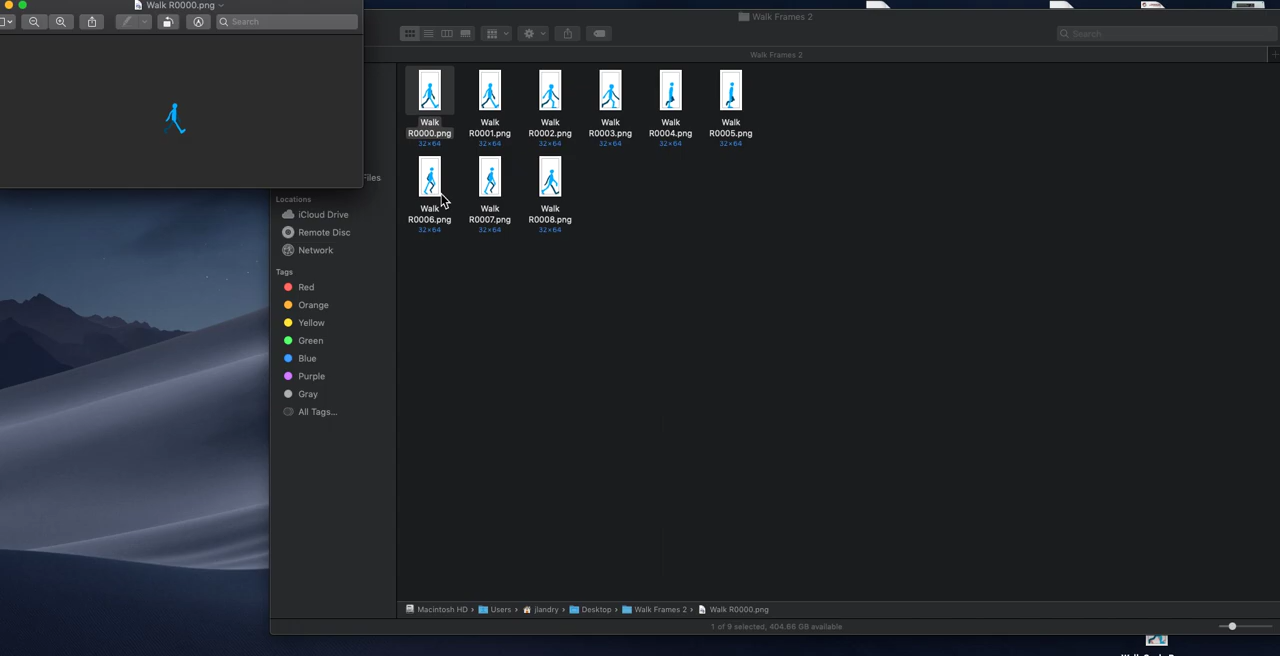 Walk R0000.png
Search
Walk Frames 2
Search
Walk Frames 2
Files
Locations
iCloud Drive
Remote Disc
Network
Tags
Red
Orange
Yellow
Green
Blue
Purple
Gray
All Tags...
Walk
R0000.png
32×64
Walk
R0001.png
32×64
Walk
R0002.png
32×64
Walk
R0003.png
32×64
Walk
R0004.png
32×64
Walk
R0005.png
32×64
Walk
R0006.png
32×64
Walk
R0007.png
32×64
Walk
R0008.png
32×64
Macintosh HD › Users › jlandry › Desktop › Walk Frames 2 › Walk R0000.png
1 of 9 selected, 404.66 GB available